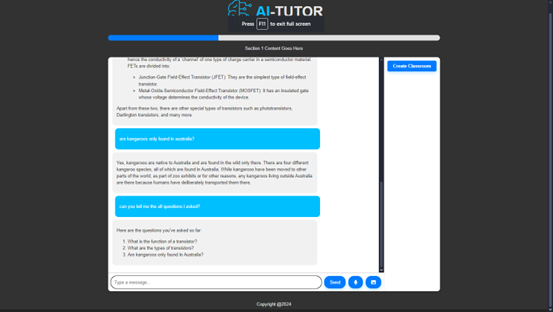 AI-TUTOR
Press F11 to exit full screen
Section 1 Content Goes Here
Create Classroom
hence the conductivity of a 'channel' of one type of charge carrier in a semiconductor material.
FETs are divided into:
Junction-Gate Field-Effect Transistor (JFET): They are the simplest type of field-effect
transistor.
Metal Oxide Semiconductor Field-Effect Transistor (MOSFET): It has an insulated gate
whose voltage determines the conductivity of the device.
Apart from these two, there are other special types of transistors such as phototransistors,
Darlington transistors, and many more.
are kangaroos only found in australia?
Yes, kangaroos are native to Australia and are found in the wild only there. There are four different
kangaroo species, all of which are found in Australia. While kangaroos have been moved to other
parts of the world, as part of zoo exhibits or for other reasons, any kangaroos living outside Australia
are there because humans have deliberately transported them there.
can you tell me the all questions I asked?
Here are the questions you've asked so far:
1. What is the function of a transistor?
2. What are the types of transistors?
3. Are kangaroos only found in Australia?
Type a message...
Send
Copyright @2024